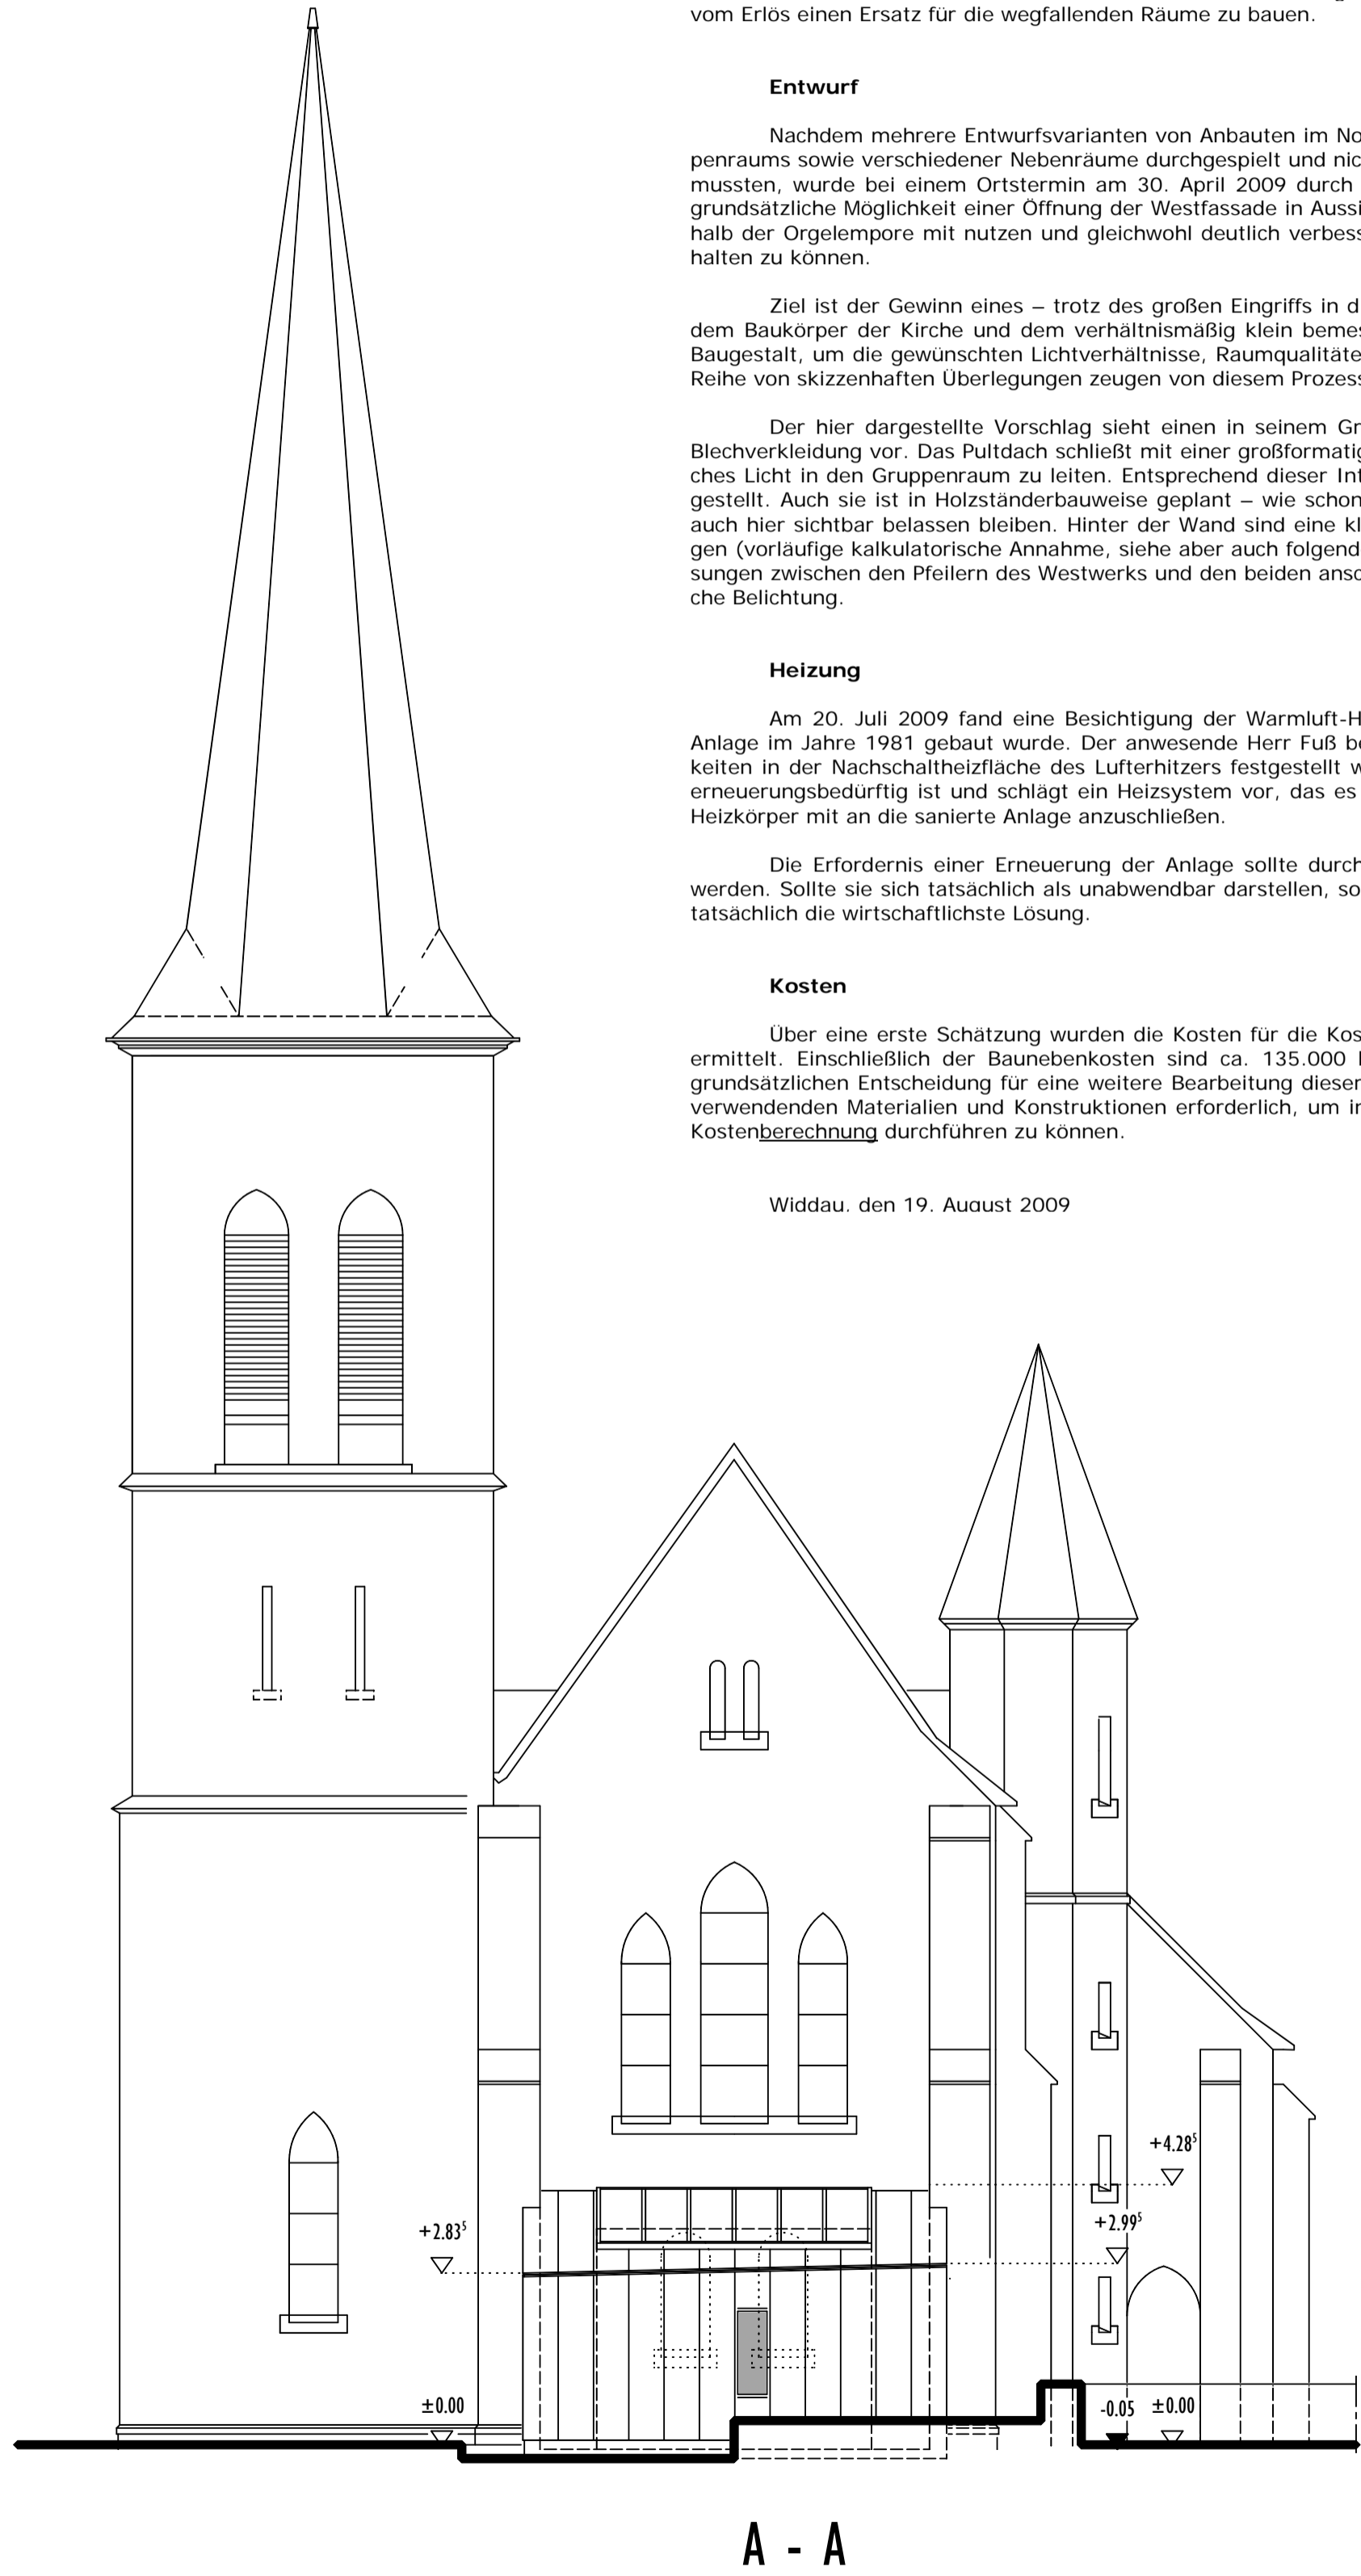 vom Erlös einen Ersatz für die wegfallenden Räume zu bauen.
Entwurf
Nachdem mehrere Entwurfsvarianten von Anbauten im No
penraums sowie verschiedener Nebenräume durchgespielt und nic
mussten, wurde bei einem Ortstermin am 30. April 2009 durch
grundsätzliche Möglichkeit einer Öffnung der Westfassade in Aussi
halb der Orgelempore mit nutzen und gleichwohl deutlich verbess
halten zu können.
Ziel ist der Gewinn eines – trotz des großen Eingriffs in d
dem Baukörper der Kirche und dem verhältnismäßig klein bemes
Baugestalt, um die gewünschten Lichtverhältnisse, Raumqualitäte
Reihe von skizzenhaften Überlegungen zeugen von diesem Prozess
Der hier dargestellte Vorschlag sieht einen in seinem Gr
Blechverkleidung vor. Das Pultdach schließt mit einer großformatig
ches Licht in den Gruppenraum zu leiten. Entsprechend dieser Int
gestellt. Auch sie ist in Holzständerbauweise geplant – wie schon
auch hier sichtbar belassen bleiben. Hinter der Wand sind eine kl
gen (vorläufige kalkulatorische Annahme, siehe aber auch folgend
sungen zwischen den Pfeilern des Westwerks und den beiden ansc
che Belichtung.
Heizung
Am 20. Juli 2009 fand eine Besichtigung der Warmluft-H
Anlage im Jahre 1981 gebaut wurde. Der anwesende Herr Fuß be
keiten in der Nachschaltheizfläche des Lufterhitzers festgestellt w
erneuerungsbedürftig ist und schlägt ein Heizsystem vor, das es
Heizkörper mit an die sanierte Anlage anzuschließen.
Die Erfordernis einer Erneuerung der Anlage sollte durch
werden. Sollte sie sich tatsächlich als unabwendbar darstellen, so
tatsächlich die wirtschaftlichste Lösung.
Kosten
Über eine erste Schätzung wurden die Kosten für die Kos
ermittelt. Einschließlich der Baunebenkosten sind ca. 135.000
grundsätzlichen Entscheidung für eine weitere Bearbeitung dieser
verwendenden Materialien und Konstruktionen erforderlich, um in
Kostenberechnung durchführen zu können.
Widdau, den 19. August 2009
+4.28⁵
+2.99⁵
+2.83⁵
±0.00
-0.05 ±0.00
A - A